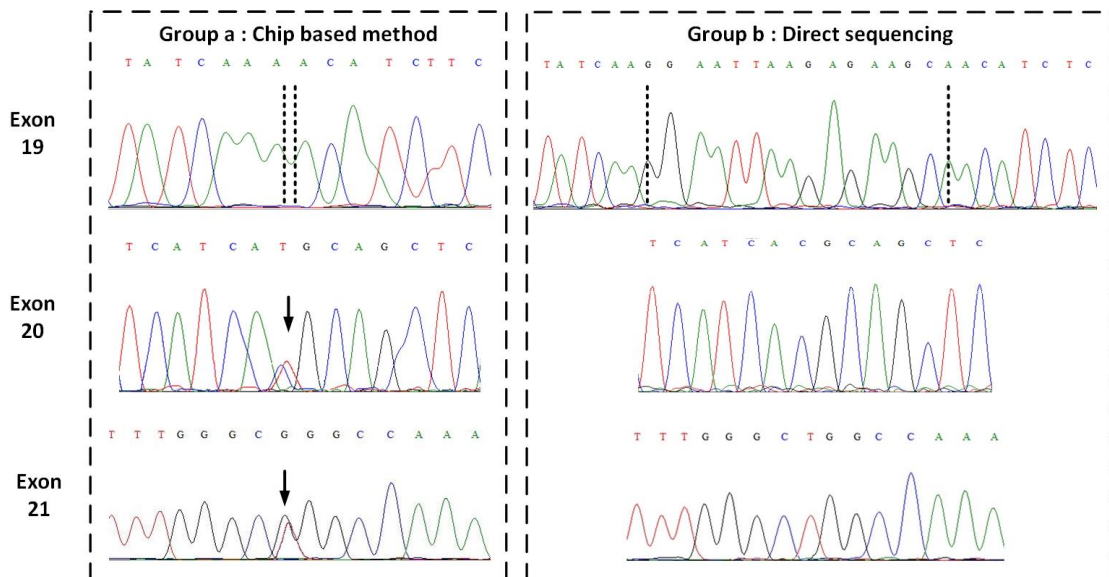 Group a : Chip based method
Group b : Direct sequencing
Exon
19
T A T C A A A A C A T C T T C
T A T C A A G G A A T T A A G A G A A G C A A C A T C T C
Exon
20
T C A T C A T G C A G C T C
T C A T C A C G C A G C T C
Exon
21
T T T G G G C G G G C C A A A
T T T G G G C T G G C C A A A